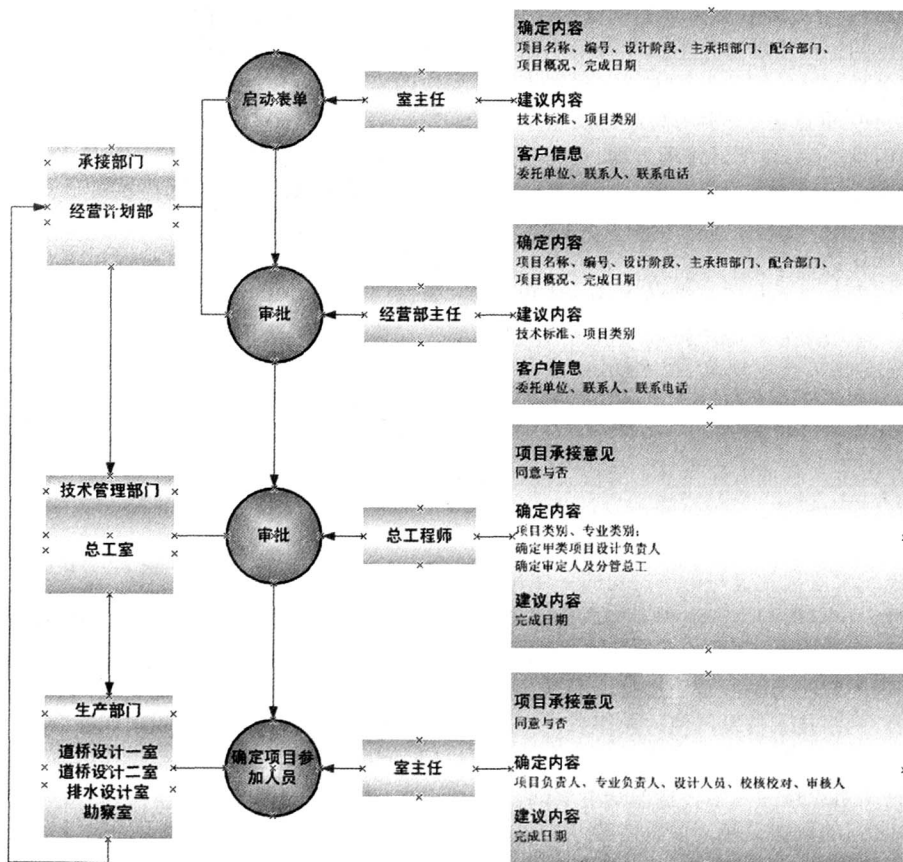 启动表单
室主任
确定内容
项目名称、编号、设计阶段、主承担部门、配合部门、
项目概况、完成日期
建议内容
技术标准、项目类别
客户信息
委托单位、联系人、联系电话
承接部门
经营计划部
审批
经营部主任
确定内容
项目名称、编号、设计阶段、主承担部门、配合部门、
项目概况、完成日期
建议内容
技术标准、项目类别
客户信息
委托单位、联系人、联系电话
技术管理部门
总工室
审批
总工程师
项目承接意见
同意与否
确定内容
项目类别、专业类别；
确定甲类项目设计负责人
确定审定人及分管总工
建议内容
完成日期
生产部门
道桥设计一室
道桥设计二室
排水设计室
勘察室
确定项目参
加人员
室主任
项目承接意见
同意与否
确定内容
项目负责人、专业负责人、设计人员、校核校对、审核人
建议内容
完成日期